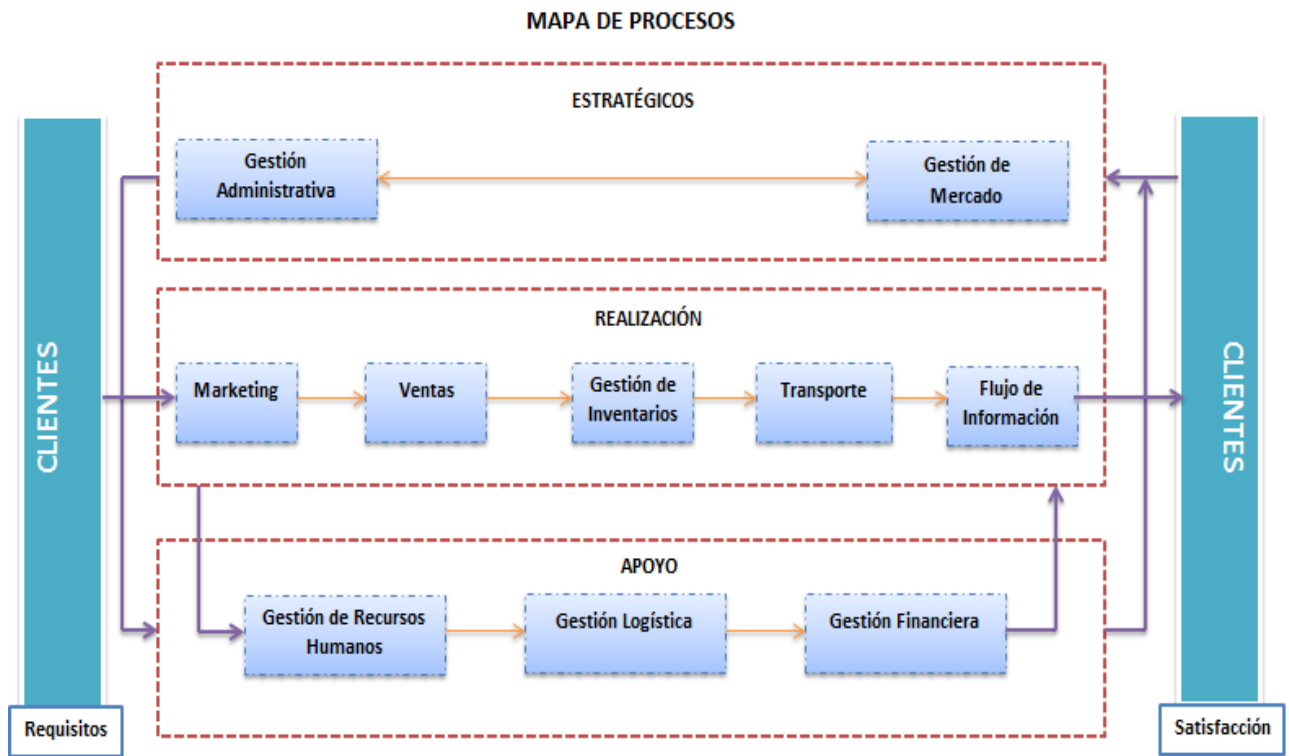 MAPA DE PROCESOS
ESTRATÉGICOS
Gestión
Administrativa
Gestión de
Mercado
REALIZACIÓN
CLIENTES
Marketing
Ventas
Gestión de
Inventarios
Transporte
Flujo de
Información
CLIENTES
APOYO
Gestión de Recursos
Humanos
Gestión Logística
Gestión Financiera
Requisitos
Satisfacción